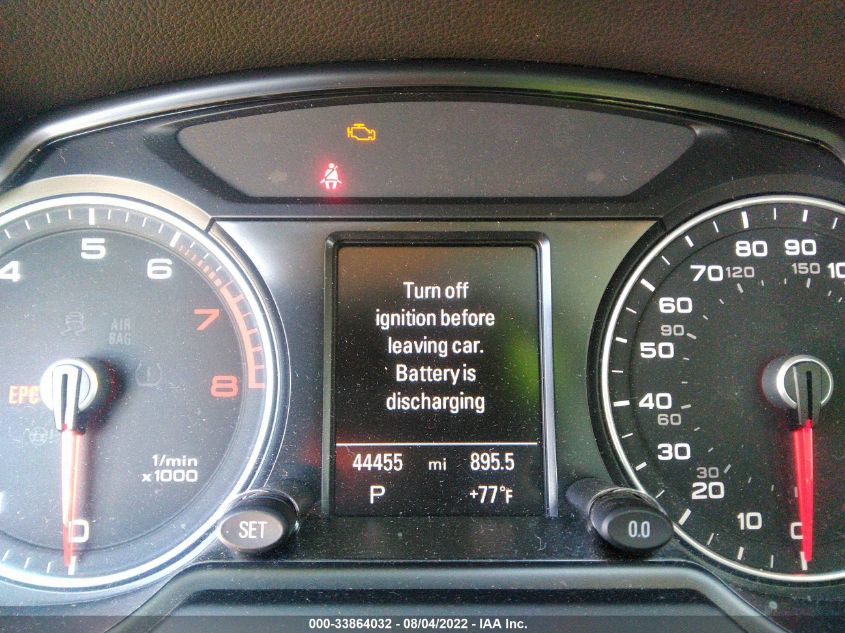 Turn off
ignition before
leaving car.
Battery is
discharging
44455 mi 895.5
P +77°F
4 5 6 7 8
AIR
BAG
EPC
1/min
x1000
0
SET
0.0
0 10 20 30 40 50 60 70 80 90
30 60 90 120 150
000-33864032 - 08/04/2022 - IAA Inc.